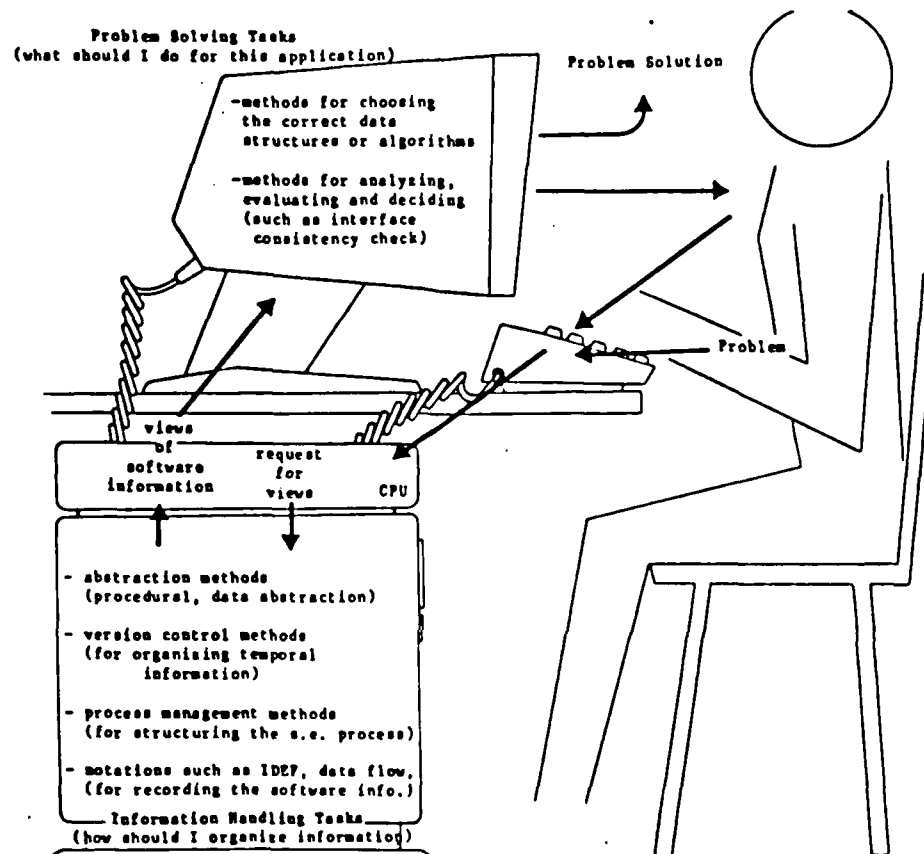 Problem Solving Tasks
(what should I do for this application)
Problem Solution
-methods for choosing
the correct data
structures or algorithms
-methods for analyzing,
evaluating and deciding
(such as interface
consistency check)
Problem
views
of
software
information
request
for
views
CPU
- abstraction methods
(procedural, data abstraction)
- version control methods
(for organizing temporal
information)
- process management methods
(for structuring the s.e. process)
- notations such as IDEF, data flow,
(for recording the software info.)
Information Handling Tasks
(how should I organize information)